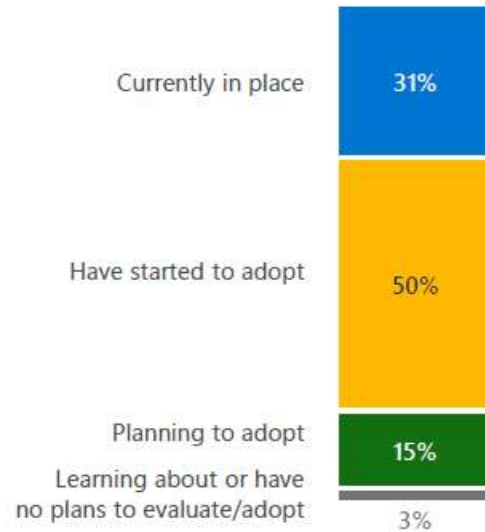 Currently in place 31%
Have started to adopt 50%
Planning to adopt 15%
Learning about or have
no plans to evaluate/adopt 3%